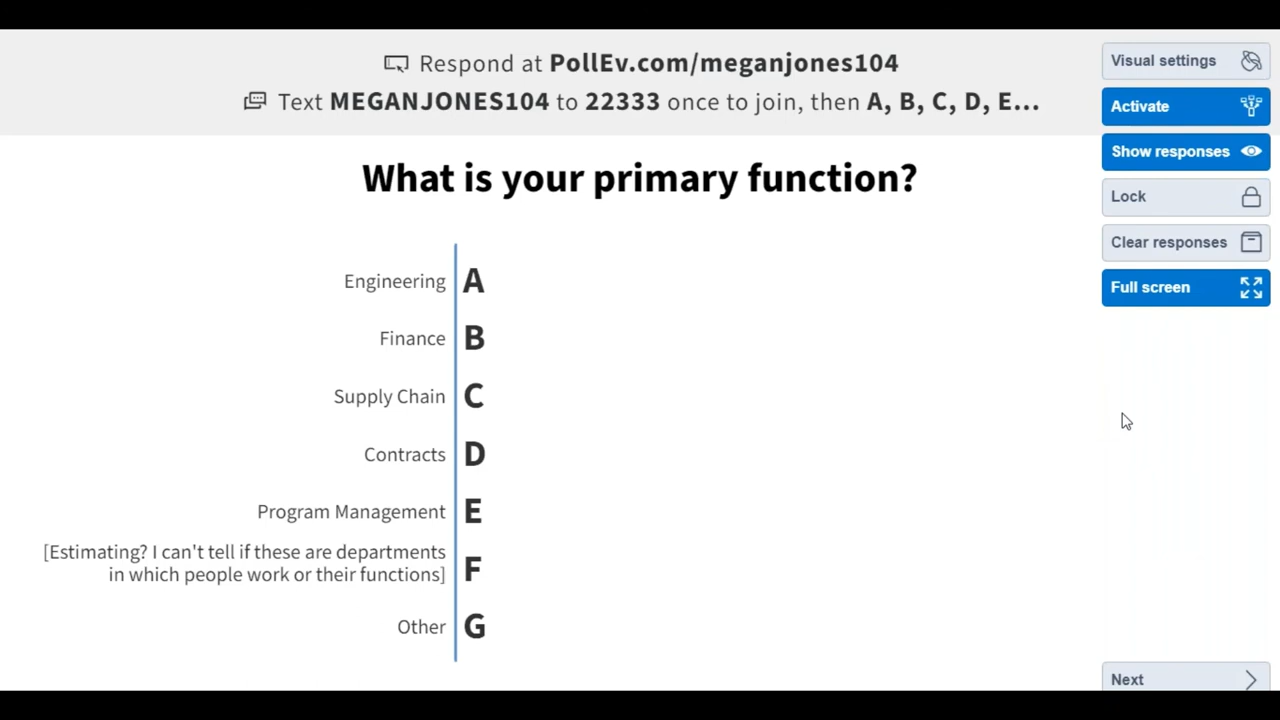 Respond at PollEv.com/meganjones104
Text MEGANJONES104 to 22333 once to join, then A, B, C, D, E...
What is your primary function?
Engineering A
Finance B
Supply Chain C
Contracts D
Program Management E
[Estimating? I can't tell if these are departments
in which people work or their functions] F
Other G
Visual settings
Activate
Show responses
Lock
Clear responses
Full screen
Next